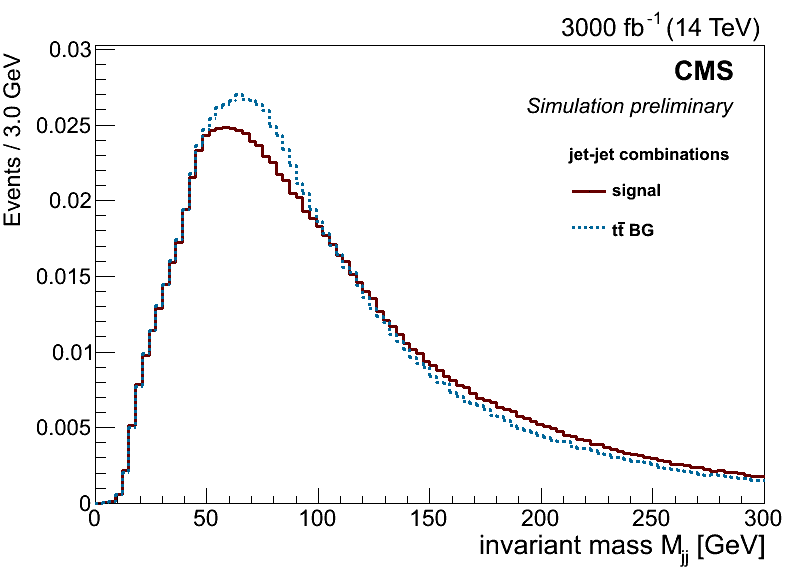 3000 fb⁻¹ (14 TeV)
CMS
Simulation preliminary
jet-jet combinations
signal
tt̄ BG
Events / 3.0 GeV
0.03
0.025
0.02
0.015
0.01
0.005
0
0 50 100 150 200 250 300
invariant mass Mjj [GeV]